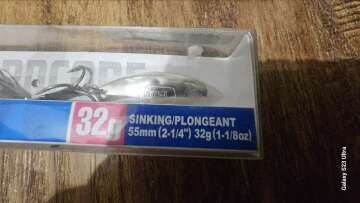 32g
SINKING/PLONGEANT
55mm (2-1/4") 32g (1-1/8oz)
Galaxy S23 Ultra